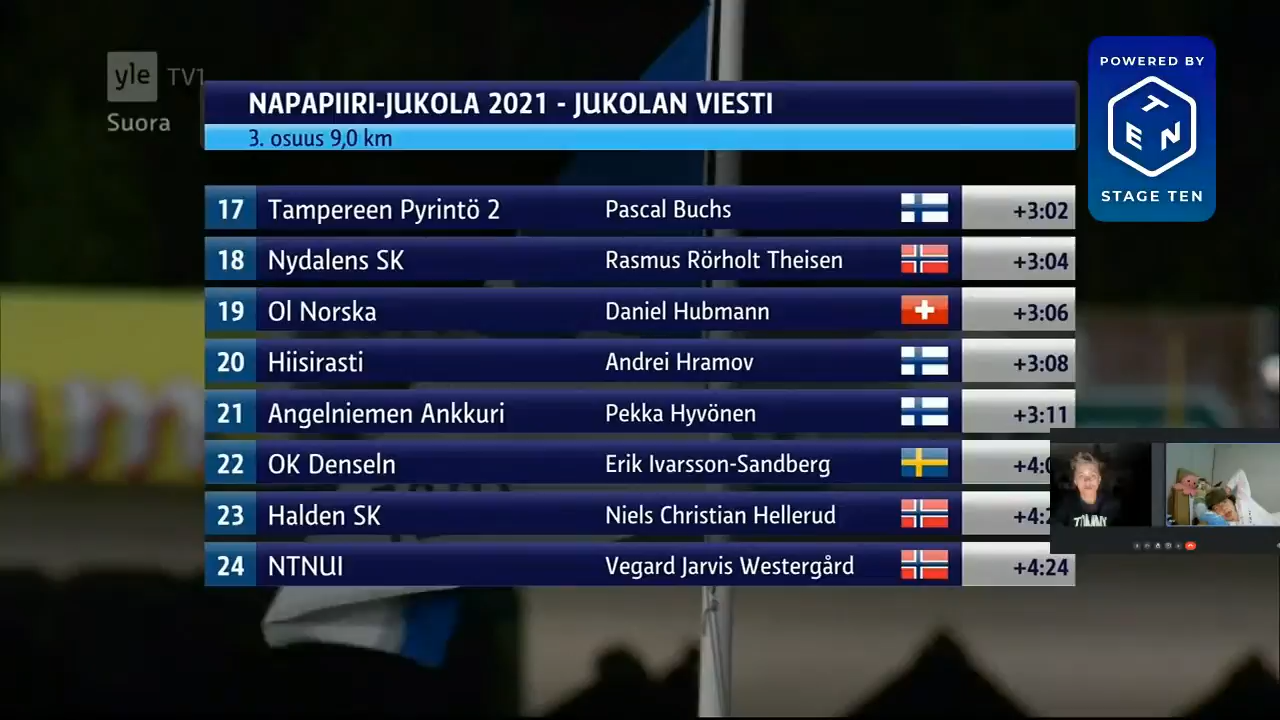 yle TV1
Suora
NAPAPIIRI-JUKOLA 2021 - JUKOLAN VIESTI
3. osuus 9,0 km
17 Tampereen Pyrintö 2 Pascal Buchs +3:02
18 Nydalens SK Rasmus Rörholt Theisen +3:04
19 Ol Norska Daniel Hubmann +3:06
20 Hiisirasti Andrei Hramov +3:08
21 Angelniemen Ankkuri Pekka Hyvönen +3:11
22 OK Denseln Erik Ivarsson-Sandberg
23 Halden SK Niels Christian Hellerud
24 NTNUI Vegard Jarvis Westergård +4:24
POWERED BY
TEN
STAGE TEN
TOMMY